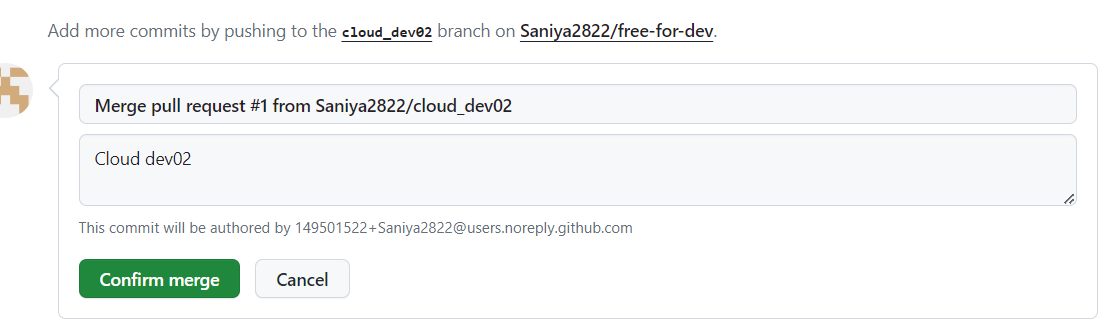 Add more commits by pushing to the cloud_dev02 branch on Saniya2822/free-for-dev.
Merge pull request #1 from Saniya2822/cloud_dev02
Cloud dev02
This commit will be authored by 149501522+Saniya2822@users.noreply.github.com
Confirm merge Cancel